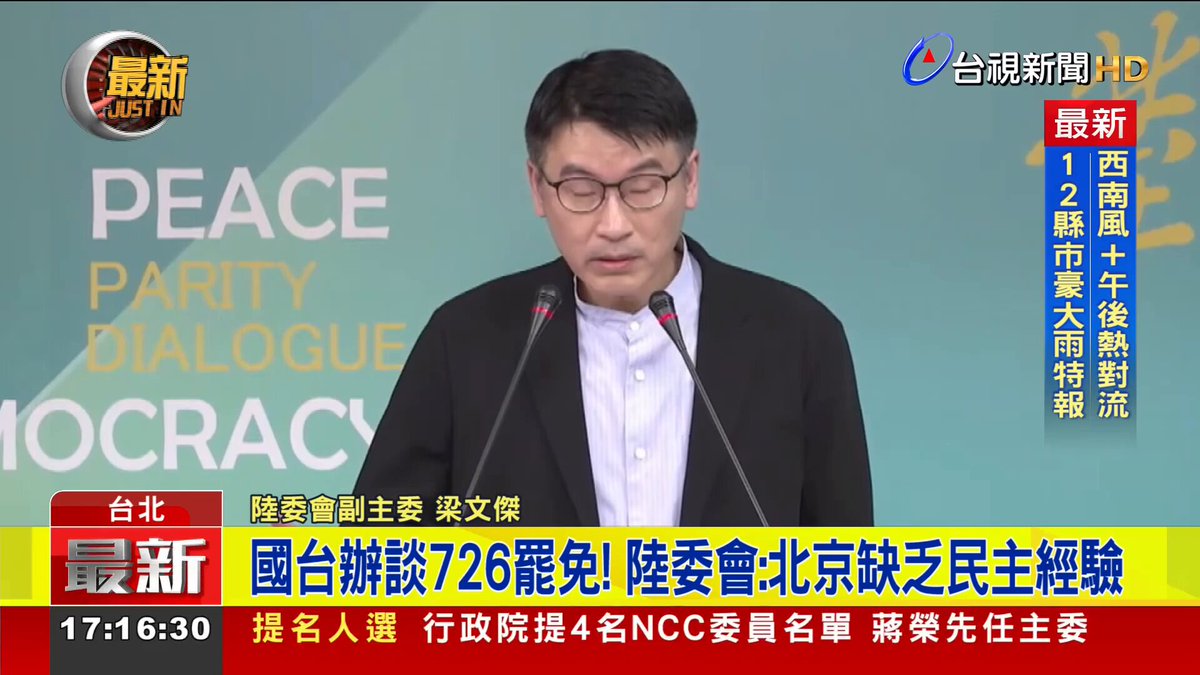 最新
JUST IN
台視新聞HD
最新
西南風+午後熱對流
12縣市豪大雨特報
PEACE
PARITY
DIALOGUE
MOCRACY
台北
最新
陸委會副主委 梁文傑
國台辦談726罷免! 陸委會:北京缺乏民主經驗
17:16:30
提名人選 行政院提4名NCC委員名單 蔣榮先任主委